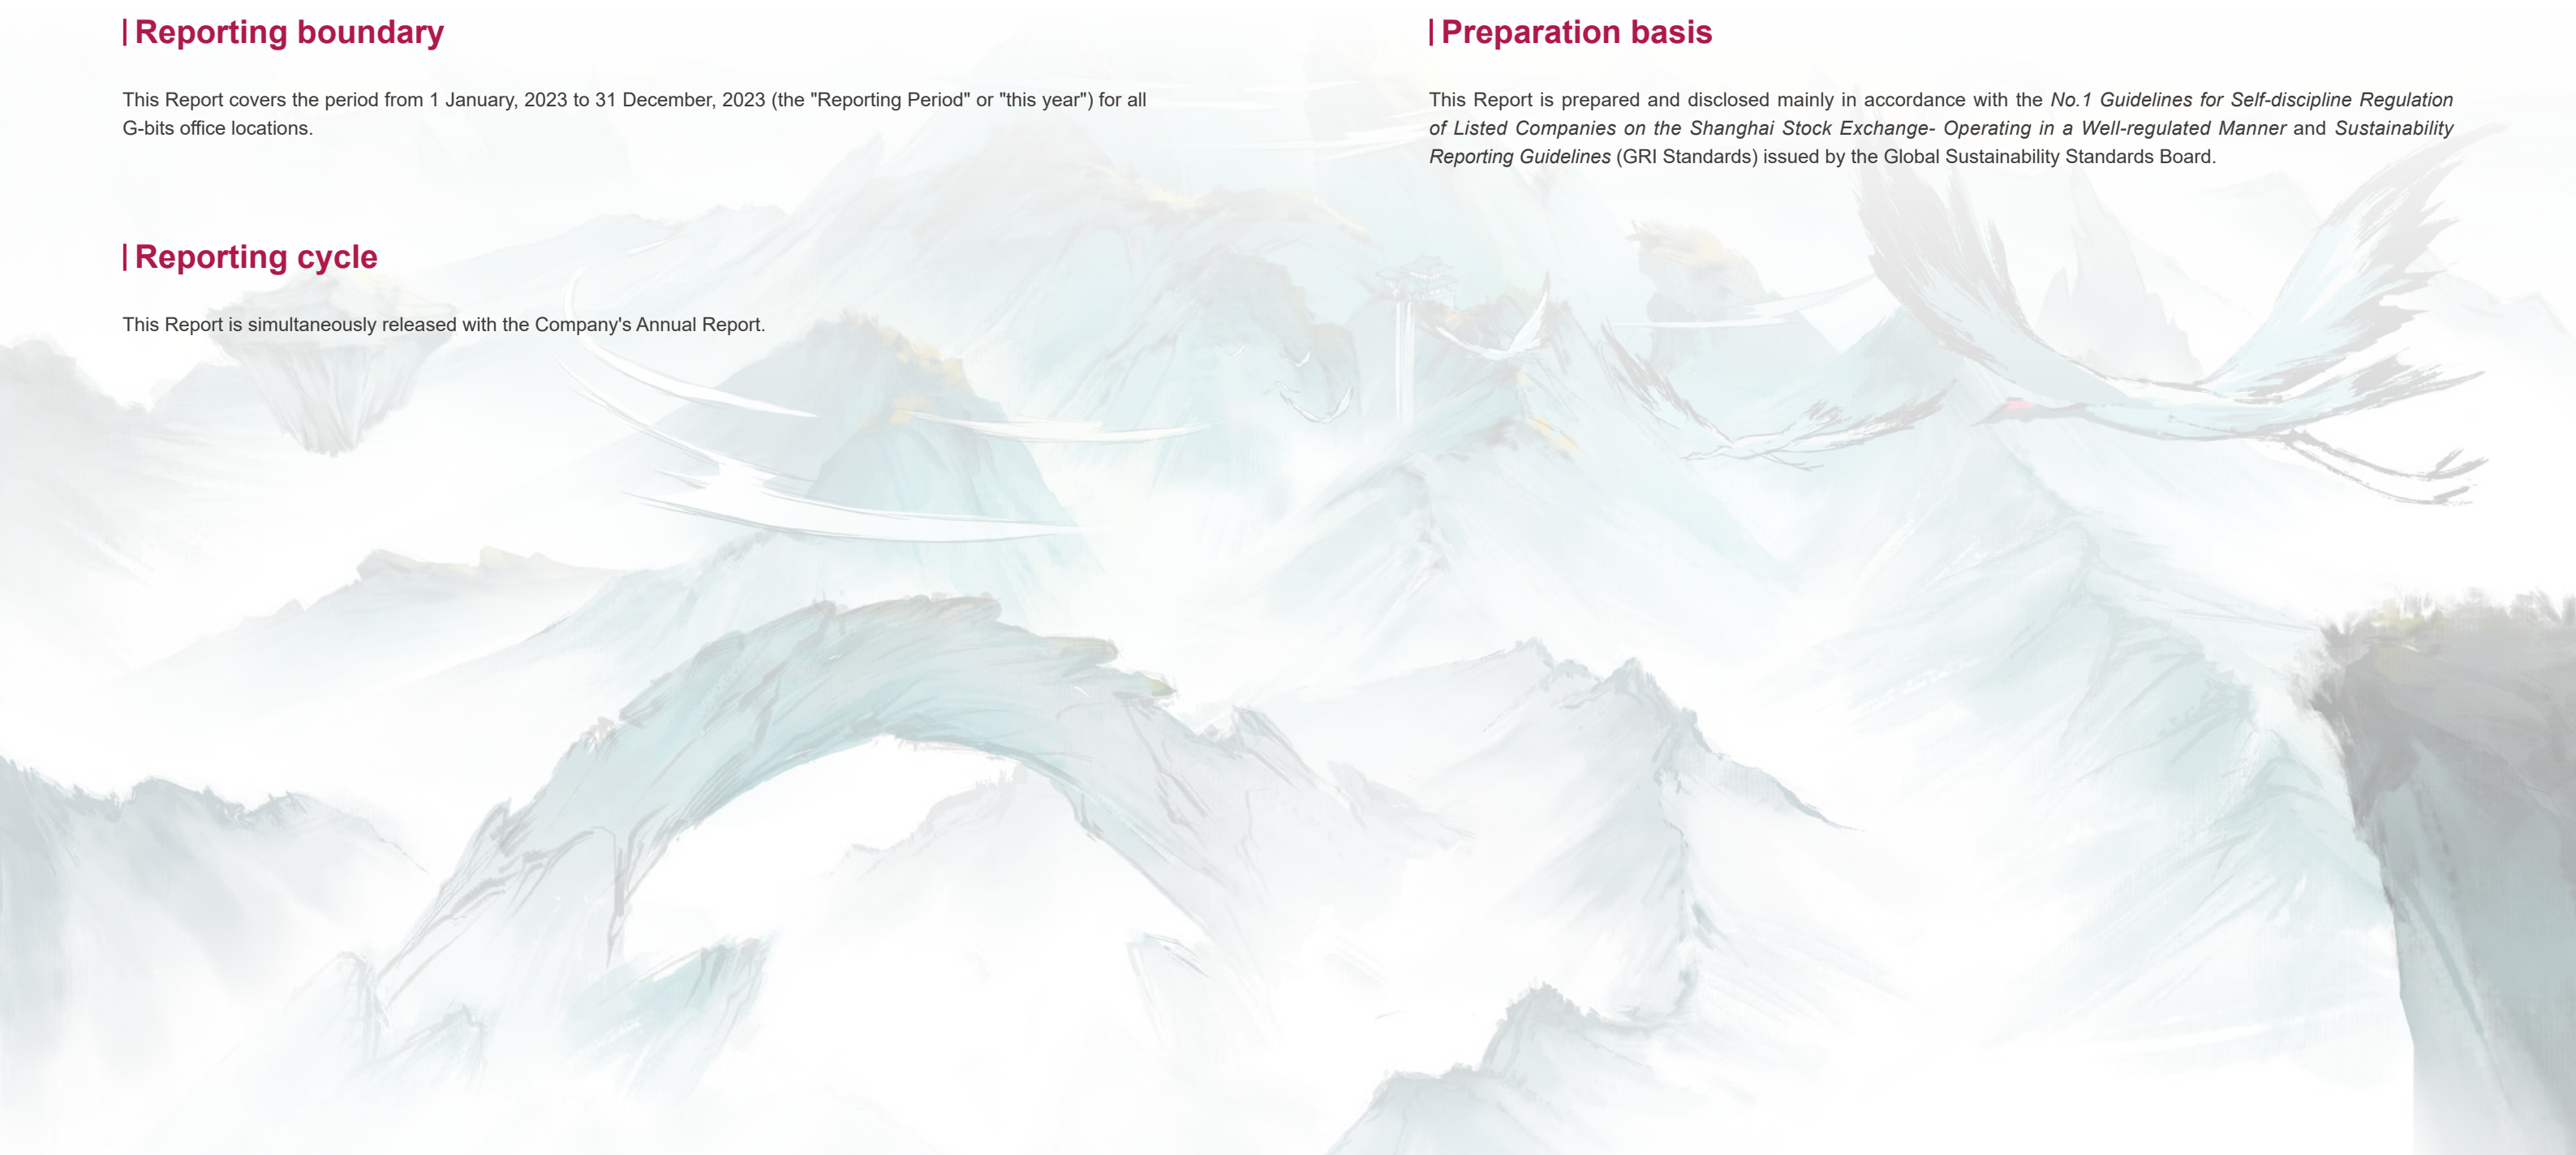 Reporting boundary
This Report covers the period from 1 January, 2023 to 31 December, 2023 (the "Reporting Period" or "this year") for all
G-bits office locations.
Reporting cycle
This Report is simultaneously released with the Company's Annual Report.
Preparation basis
This Report is prepared and disclosed mainly in accordance with the No.1 Guidelines for Self-discipline Regulation
of Listed Companies on the Shanghai Stock Exchange- Operating in a Well-regulated Manner and Sustainability
Reporting Guidelines (GRI Standards) issued by the Global Sustainability Standards Board.